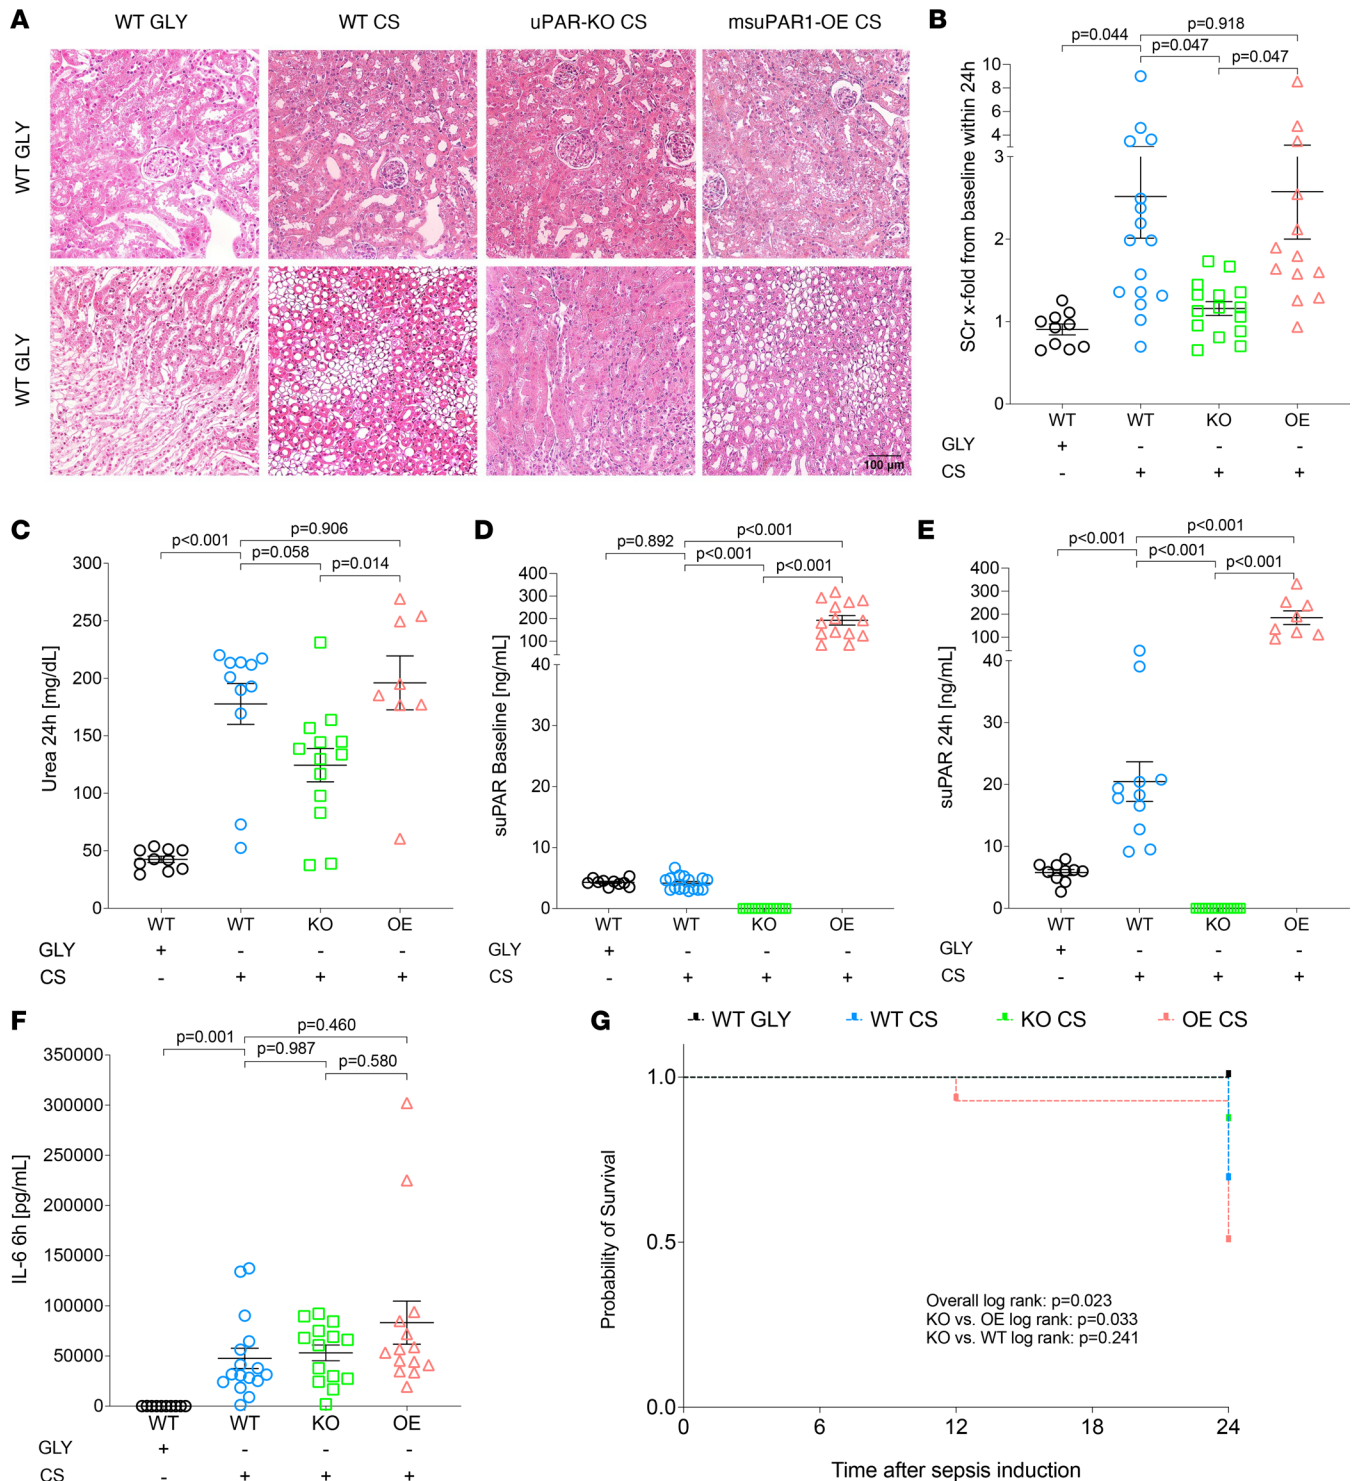 A
WT GLY WT CS uPAR-KO CS msuPAR1-OE CS
WT GLY
WT GLY
100 µm
B
p=0.918
p=0.044 p=0.047
p=0.047
SCr x-fold from baseline within 24h
10
8
6
4
2
3
2
1
0
WT WT KO OE
GLY + - - -
CS - + + +
C
p=0.906
p<0.001 p=0.058
p=0.014
Urea 24h [mg/dL]
300
250
200
150
100
50
0
WT WT KO OE
GLY + - - -
CS - + + +
D
p<0.001
p=0.892 p<0.001
p<0.001
suPAR Baseline [ng/mL]
400
300
200
100
40
30
20
10
0
WT WT KO OE
GLY + - - -
CS - + + +
E
p<0.001
p<0.001 p<0.001
p<0.001
suPAR 24h [ng/mL]
400
300
200
100
40
30
20
10
0
WT WT KO OE
GLY + - - -
CS - + + +
F
p=0.460
p=0.001 p=0.987
p=0.580
IL-6 6h [pg/mL]
350000
300000
250000
200000
150000
100000
50000
0
WT WT KO OE
GLY + - - -
CS - + + +
G
WT GLY WT CS KO CS OE CS
Probability of Survival
1.0
0.5
0.0
Overall log rank: p=0.023
KO vs. OE log rank: p=0.033
KO vs. WT log rank: p=0.241
0 6 12 18 24
Time after sepsis induction